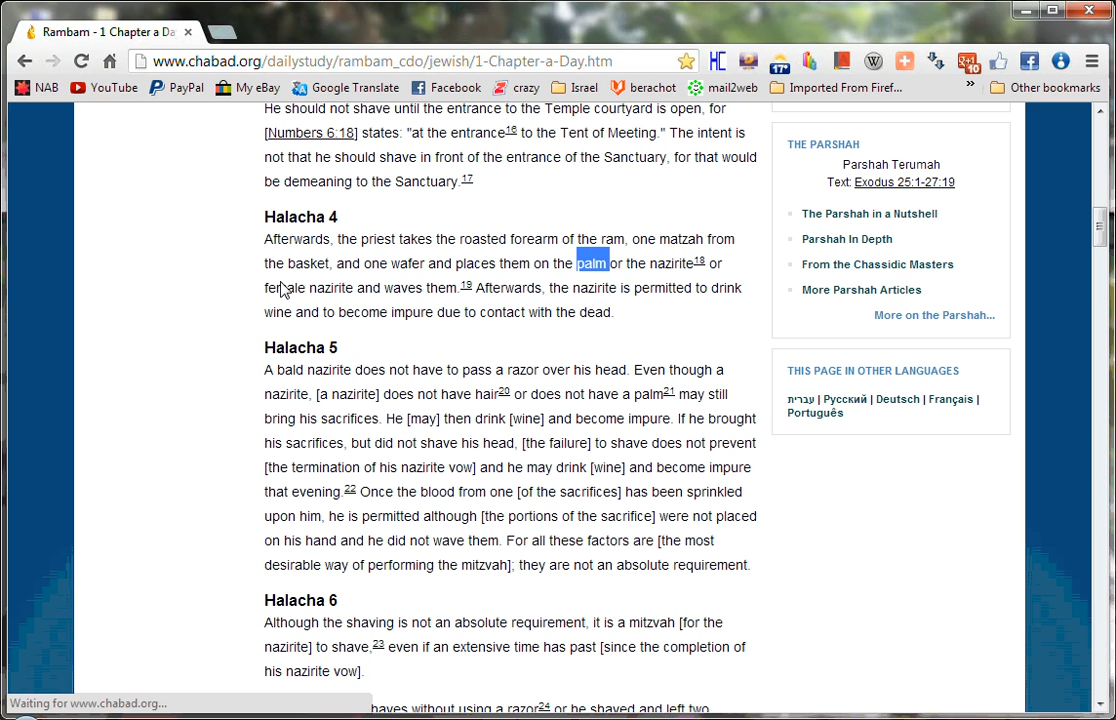 Rambam - 1 Chapter a Da
www.chabad.org/dailystudy/rambam_cdo/jewish/1-Chapter-a-Day.htm
NAB YouTube PayPal My eBay Google Translate Facebook crazy Israel berachot mail2web Imported From Firef... » Other bookmarks
He should not shave until the entrance to the Temple courtyard is open, for
[Numbers 6:18] states: "at the entrance16 to the Tent of Meeting." The intent is
not that he should shave in front of the entrance of the Sanctuary, for that would
be demeaning to the Sanctuary.17
Halacha 4
Afterwards, the priest takes the roasted forearm of the ram, one matzah from
the basket, and one wafer and places them on the palm or the nazirite18 or
female nazirite and waves them.19 Afterwards, the nazirite is permitted to drink
wine and to become impure due to contact with the dead.
Halacha 5
A bald nazirite does not have to pass a razor over his head. Even though a
nazirite, [a nazirite] does not have hair20 or does not have a palm21 may still
bring his sacrifices. He [may] then drink [wine] and become impure. If he brought
his sacrifices, but did not shave his head, [the failure] to shave does not prevent
[the termination of his nazirite vow] and he may drink [wine] and become impure
that evening.22 Once the blood from one [of the sacrifices] has been sprinkled
upon him, he is permitted although [the portions of the sacrifice] were not placed
on his hand and he did not wave them. For all these factors are [the most
desirable way of performing the mitzvah]; they are not an absolute requirement.
Halacha 6
Although the shaving is not an absolute requirement, it is a mitzvah [for the
nazirite] to shave,23 even if an extensive time has past [since the completion of
his nazirite vow].
haves without using a razor24 or he shaved and left two
THE PARSHAH
Parshah Terumah
Text: Exodus 25:1-27:19
The Parshah in a Nutshell
Parshah In Depth
From the Chassidic Masters
More Parshah Articles
More on the Parshah...
THIS PAGE IN OTHER LANGUAGES
עברית | Русский | Deutsch | Français |
Português
Waiting for www.chabad.org...